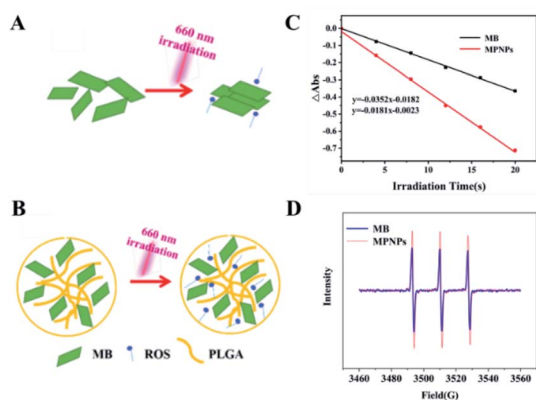 A
660 nm
irradiation
B
660 nm
irradiation
MB
ROS
PLGA
C
MB
MPNPs
0.0
-0.1
-0.2
-0.3
-0.4
-0.5
-0.6
-0.7
△Abs
y=-0.0352x-0.0182
y=-0.0181x-0.0023
0 5 10 15 20
Irradiation Time(s)
D
MB
MPNPs
Intensity
3460 3480 3500 3520 3540 3560
Field(G)